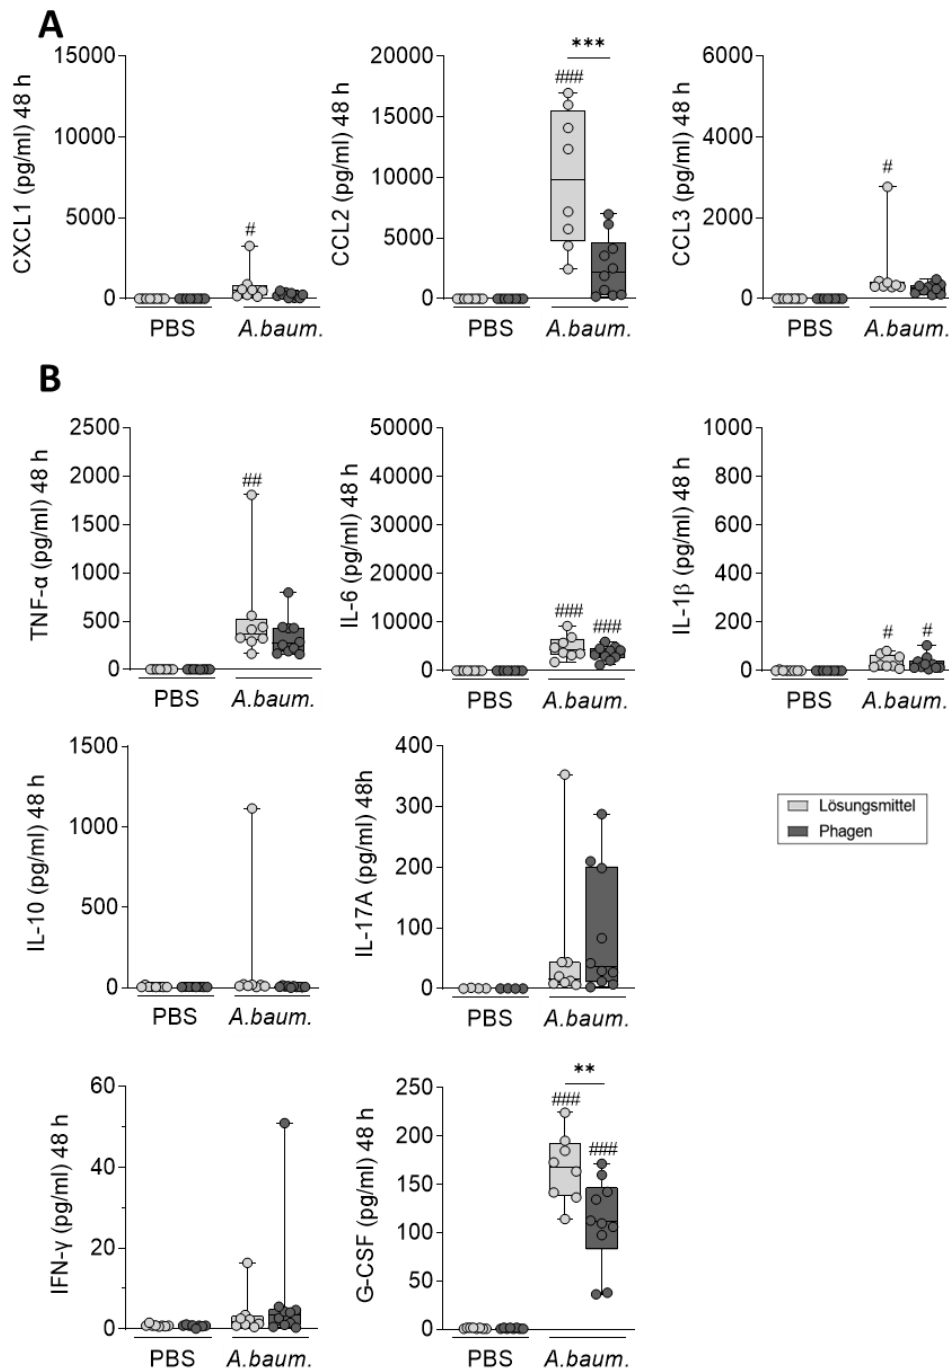 A
CXCL1 (pg/ml) 48 h
15000
10000
5000
0
#
PBS
A.baum.
CCL2 (pg/ml) 48 h
20000
15000
10000
5000
0
###
***
PBS
A.baum.
CCL3 (pg/ml) 48 h
6000
4000
2000
0
#
PBS
A.baum.
B
TNF-α (pg/ml) 48 h
2500
2000
1500
1000
500
0
##
PBS
A.baum.
IL-6 (pg/ml) 48 h
50000
40000
30000
20000
10000
0
###
###
PBS
A.baum.
IL-1β (pg/ml) 48 h
1000
800
600
400
200
0
#
#
PBS
A.baum.
IL-10 (pg/ml) 48 h
1500
1000
500
0
PBS
A.baum.
IL-17A (pg/ml) 48h
400
300
200
100
0
PBS
A.baum.
Lösungsmittel
Phagen
IFN-γ (pg/ml) 48 h
60
40
20
0
PBS
A.baum.
G-CSF (pg/ml) 48 h
250
200
150
100
50
0
**
###
###
PBS
A.baum.